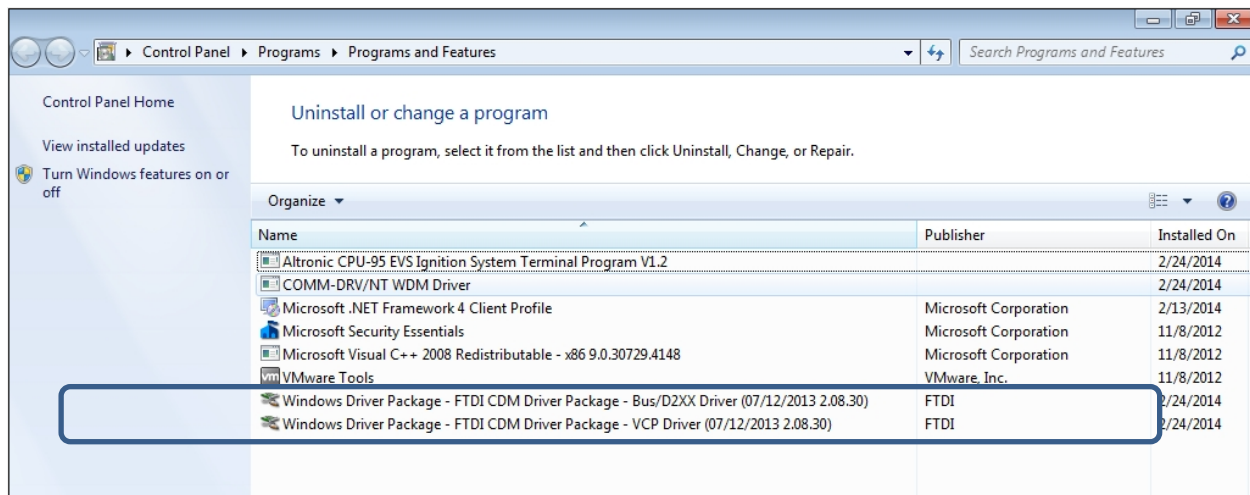 Control Panel Programs Programs and Features Search Programs and Features
Control Panel Home
View installed updates
Turn Windows features on or
off
Uninstall or change a program
To uninstall a program, select it from the list and then click Uninstall, Change, or Repair.
Organize
Name Publisher Installed On
Altronic CPU-95 EVS Ignition System Terminal Program V1.2 2/24/2014
COMM-DRV/NT WDM Driver 2/24/2014
Microsoft .NET Framework 4 Client Profile Microsoft Corporation 2/13/2014
Microsoft Security Essentials Microsoft Corporation 11/8/2012
Microsoft Visual C++ 2008 Redistributable - x86 9.0.30729.4148 Microsoft Corporation 11/8/2012
vm VMware Tools VMware, Inc. 11/8/2012
Windows Driver Package - FTDI CDM Driver Package - Bus/D2XX Driver (07/12/2013 2.08.30) FTDI 2/24/2014
Windows Driver Package - FTDI CDM Driver Package - VCP Driver (07/12/2013 2.08.30) FTDI 2/24/2014